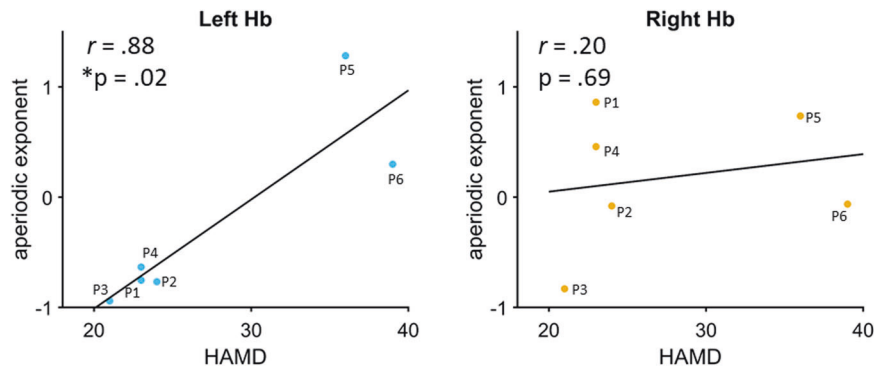 Left Hb
r = .88
*p = .02
P5
P6
P4
P3
P1
P2
1
0
-1
20
30
40
aperiodic exponent
HAMD
Right Hb
r = .20
p = .69
P1
P5
P4
P2
P6
P3
1
0
-1
20
30
40
aperiodic exponent
HAMD